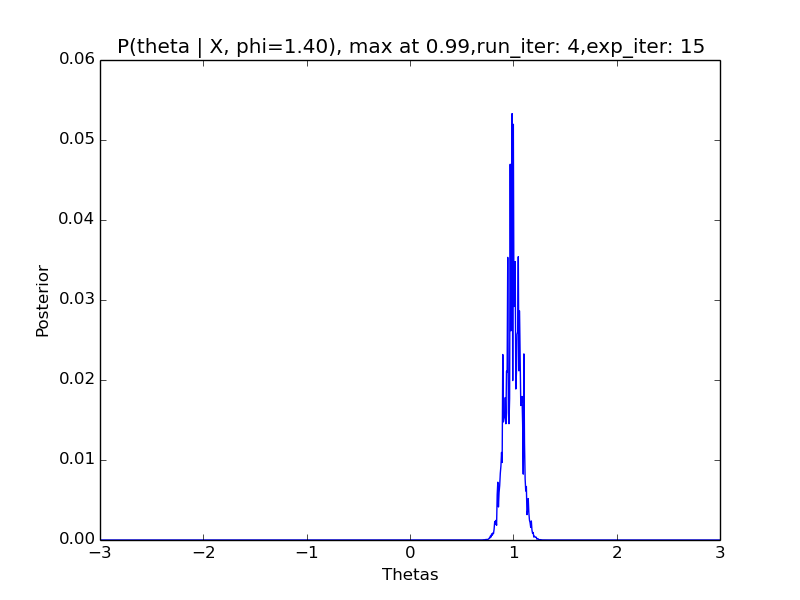 P(theta | X, phi=1.40), max at 0.99,run_iter: 4,exp_iter: 15
0.06
0.05
0.04
0.03
0.02
0.01
0.00
Posterior
−3 −2 −1 0 1 2 3
Thetas